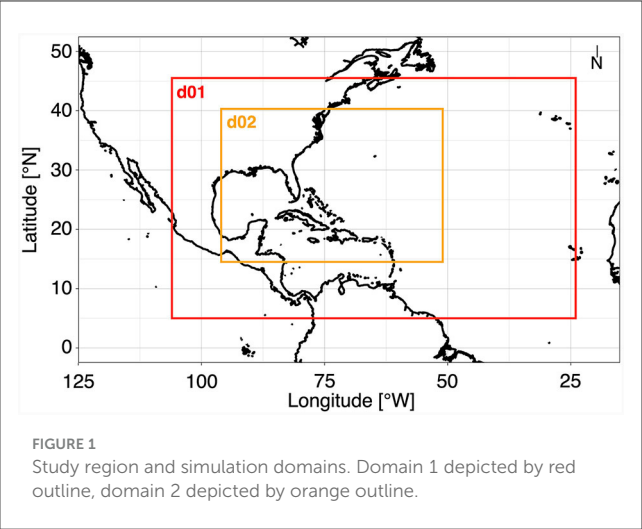 50
40
30
20
10
0
Latitude [°N]
d01
d02
N
125
100
75
50
25
Longitude [°W]
FIGURE 1
Study region and simulation domains. Domain 1 depicted by red
outline, domain 2 depicted by orange outline.